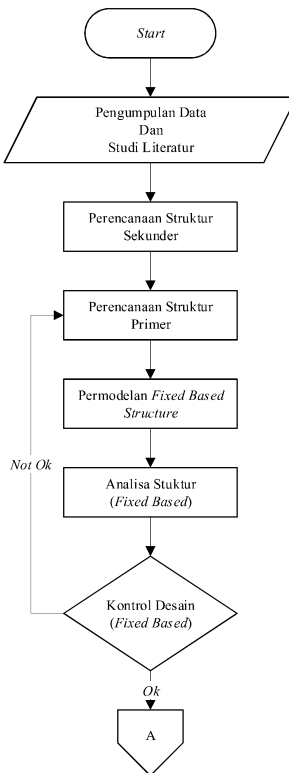 Start
Pengumpulan Data
Dan
Studi Literatur
Perencanaan Struktur
Sekunder
Perencanaan Struktur
Primer
Permodelan Fixed Based
Structure
Not Ok
Analisa Stuktur
(Fixed Based)
Kontrol Desain
(Fixed Based)
Ok
A